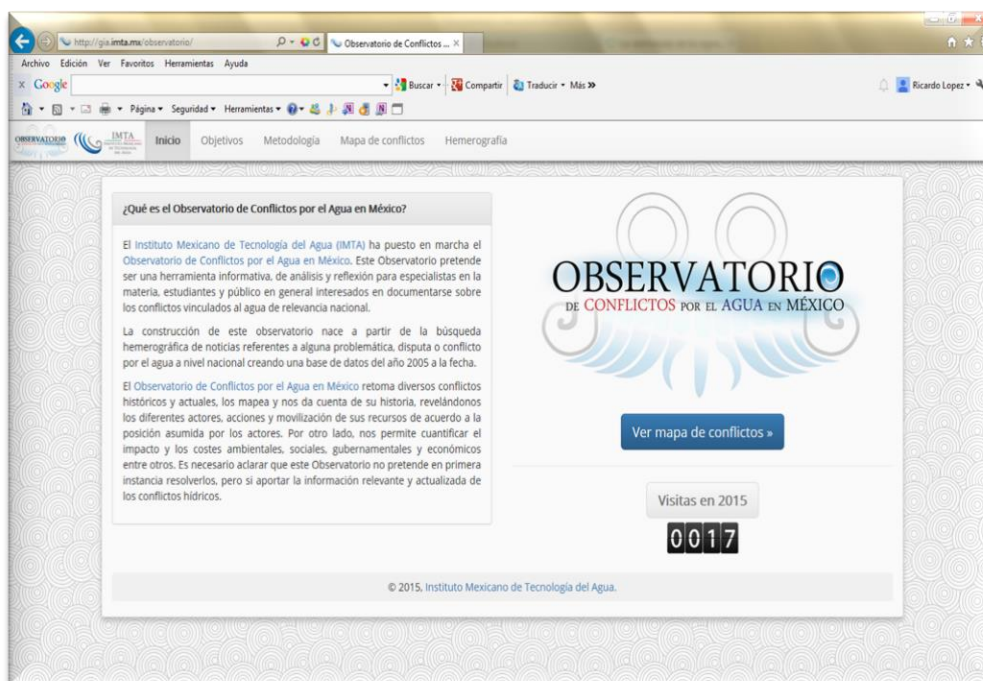 http://gia.imta.mx/observatorio/
Observatorio de Conflictos ...
Archivo Edición Ver Favoritos Herramientas Ayuda
x Google
Buscar
Compartir
Traducir
Más »
Ricardo Lopez
Página Seguridad Herramientas
OBSERVATORIO
IMTA
Inicio Objetivos Metodología Mapa de conflictos Hemerografía
¿Qué es el Observatorio de Conflictos por el Agua en México?
El Instituto Mexicano de Tecnología del Agua (IMTA) ha puesto en marcha el
Observatorio de Conflictos por el Agua en México. Este Observatorio pretende
ser una herramienta informativa, de análisis y reflexión para especialistas en la
materia, estudiantes y público en general interesados en documentarse sobre
los conflictos vinculados al agua de relevancia nacional.
La construcción de este observatorio nace a partir de la búsqueda
hemerográfica de noticias referentes a alguna problemática, disputa o conflicto
por el agua a nivel nacional creando una base de datos del año 2005 a la fecha.
El Observatorio de Conflictos por el Agua en México retoma diversos conflictos
históricos y actuales, los mapea y nos da cuenta de su historia, revelándonos
los diferentes actores, acciones y movilización de sus recursos de acuerdo a la
posición asumida por los actores. Por otro lado, nos permite cuantificar el
impacto y los costes ambientales, sociales, gubernamentales y económicos
entre otros. Es necesario aclarar que este Observatorio no pretende en primera
instancia resolverlos, pero si aportar la información relevante y actualizada de
los conflictos hídricos.
OBSERVATORIO
DE CONFLICTOS POR EL AGUA EN MÉXICO
Ver mapa de conflictos »
Visitas en 2015
0017
© 2015, Instituto Mexicano de Tecnología del Agua.